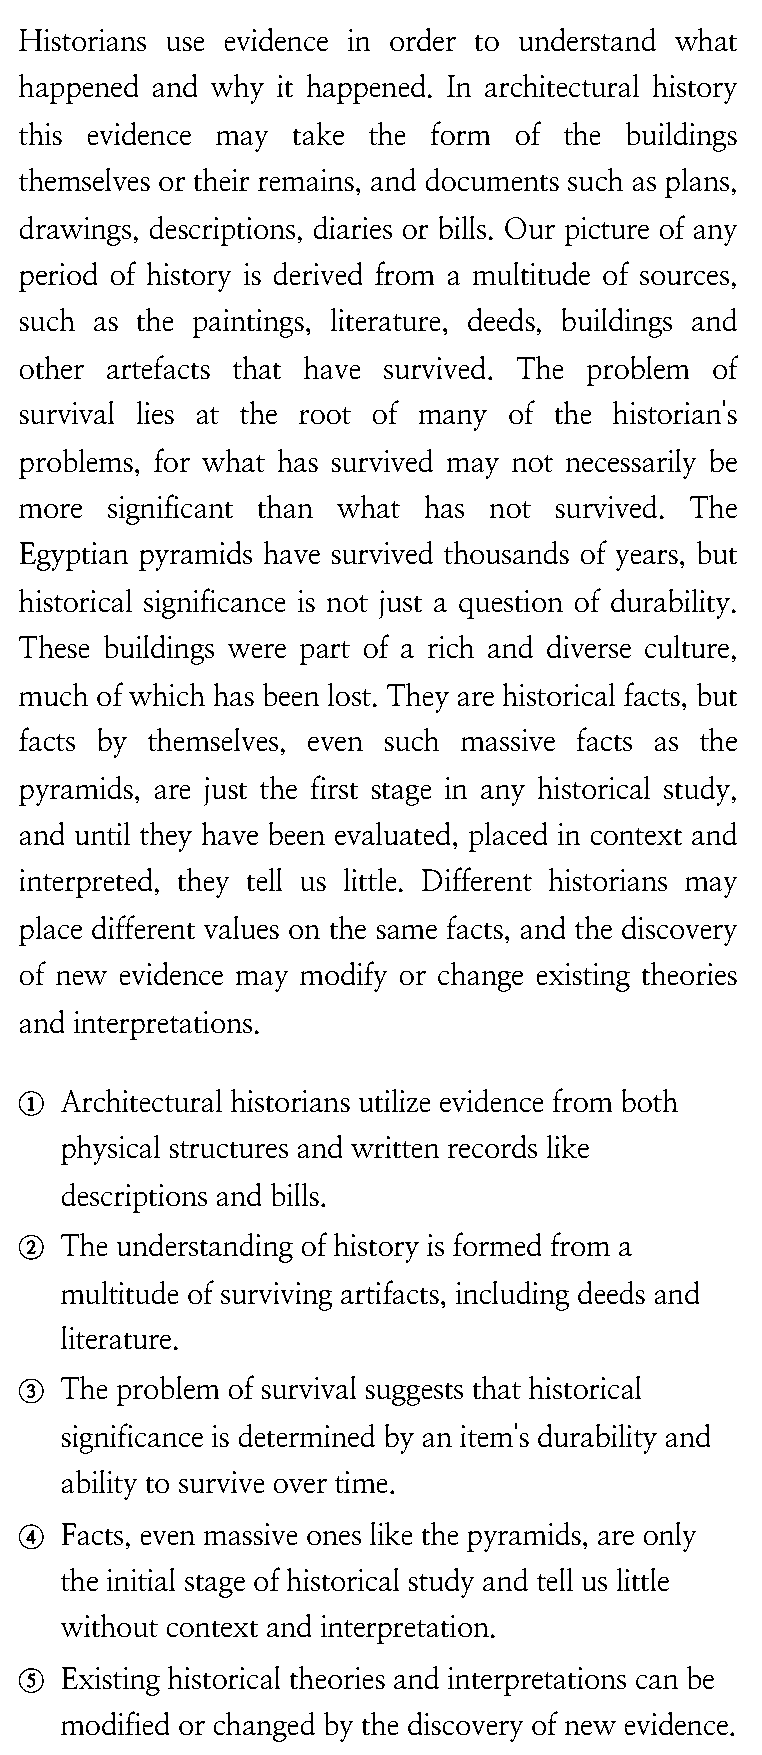 Historians use evidence in order to understand what
happened and why it happened. In architectural history
this evidence may take the form of the buildings
themselves or their remains, and documents such as plans,
drawings, descriptions, diaries or bills. Our picture of any
period of history is derived from a multitude of sources,
such as the paintings, literature, deeds, buildings and
other artefacts that have survived. The problem of
survival lies at the root of many of the historian's
problems, for what has survived may not necessarily be
more significant than what has not survived. The
Egyptian pyramids have survived thousands of years, but
historical significance is not just a question of durability.
These buildings were part of a rich and diverse culture,
much of which has been lost. They are historical facts, but
facts by themselves, even such massive facts as the
pyramids, are just the first stage in any historical study,
and until they have been evaluated, placed in context and
interpreted, they tell us little. Different historians may
place different values on the same facts, and the discovery
of new evidence may modify or change existing theories
and interpretations.
① Architectural historians utilize evidence from both
physical structures and written records like
descriptions and bills.
② The understanding of history is formed from a
multitude of surviving artifacts, including deeds and
literature.
③ The problem of survival suggests that historical
significance is determined by an item's durability and
ability to survive over time.
④ Facts, even massive ones like the pyramids, are only
the initial stage of historical study and tell us little
without context and interpretation.
⑤ Existing historical theories and interpretations can be
modified or changed by the discovery of new evidence.